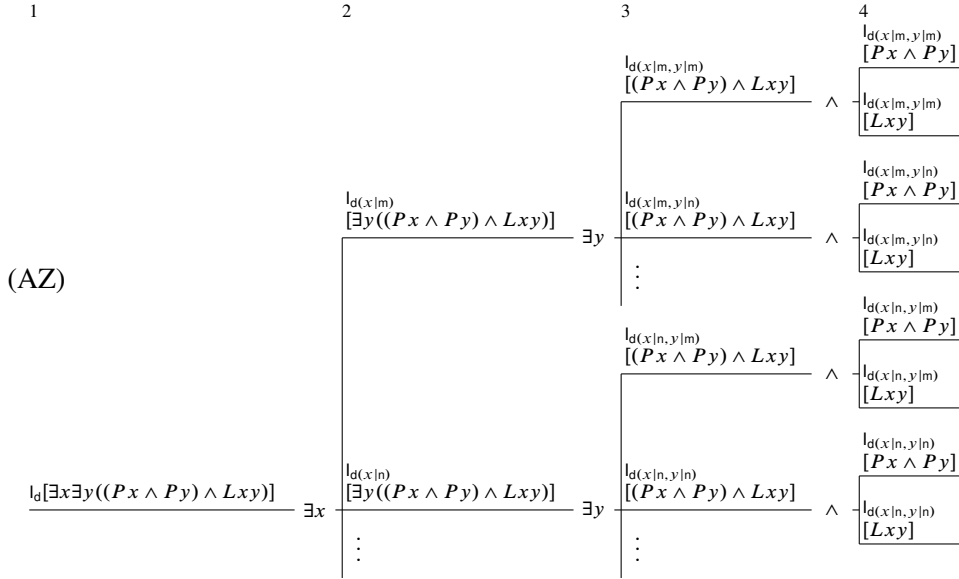 1 2 3 4
I_d(x|m, y|m)
[Px ∧ Py]
I_d(x|m, y|m)
[(Px ∧ Py) ∧ Lxy] ∧
I_d(x|m, y|m)
[Lxy]
I_d(x|m, y|n)
[Px ∧ Py]
I_d(x|m)
[∃y((Px ∧ Py) ∧ Lxy)] ∃y
I_d(x|m, y|n)
[(Px ∧ Py) ∧ Lxy] ∧
I_d(x|m, y|n)
[Lxy]
⋮
(AZ)
I_d(x|n, y|m)
[Px ∧ Py]
I_d(x|n, y|m)
[(Px ∧ Py) ∧ Lxy] ∧
I_d(x|n, y|m)
[Lxy]
I_d(x|n, y|n)
[Px ∧ Py]
I_d[∃x∃y((Px ∧ Py) ∧ Lxy)] ∃x
I_d(x|n)
[∃y((Px ∧ Py) ∧ Lxy)] ∃y
I_d(x|n, y|n)
[(Px ∧ Py) ∧ Lxy] ∧
I_d(x|n, y|n)
[Lxy]
⋮ ⋮